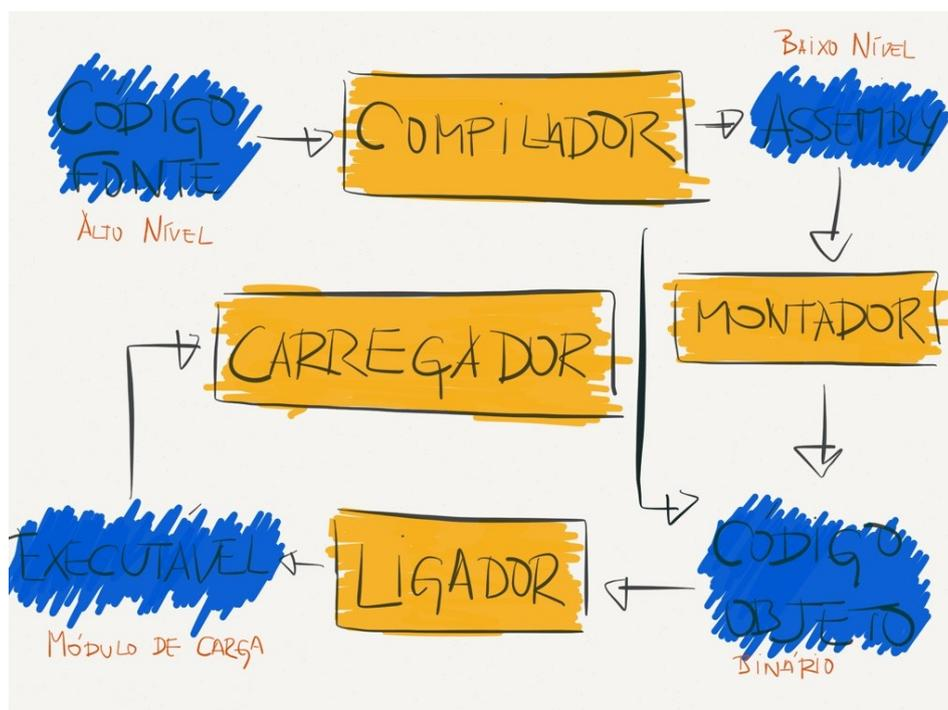 BAIXO NÍVEL
CODIGO
FONTE
COMPILADOR
ASSEMBLY
ALTO NÍVEL
MONTADOR
CARREGADOR
EXECUTÁVEL
LIGADOR
CODIGO
OBJETO
MÓDULO DE CARGA
BINÁRIO